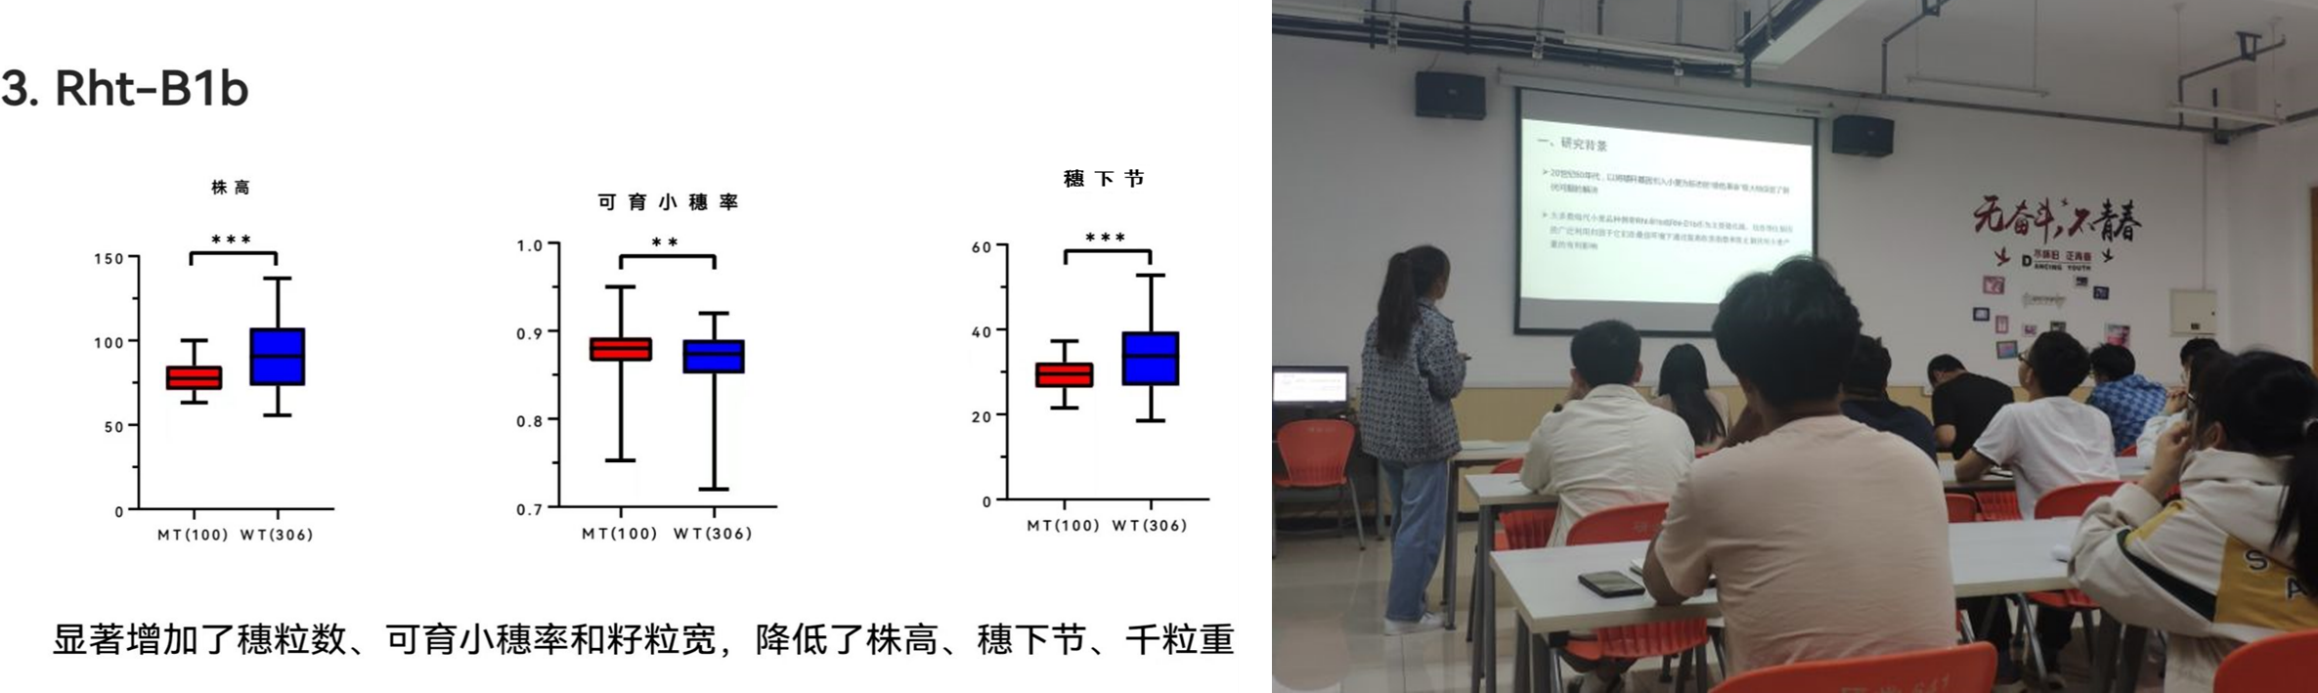 3. Rht-B1b
株高
***
150
100
50
0
MT(100) WT(306)
可育小穗率
**
1.0
0.9
0.8
0.7
MT(100) WT(306)
穗下节
***
60
40
20
0
MT(100) WT(306)
显著增加了穗粒数、可育小穗率和籽粒宽，降低了株高、穗下节、千粒重
一、研究背景
无奋斗,不青春
DANCING YOUTH